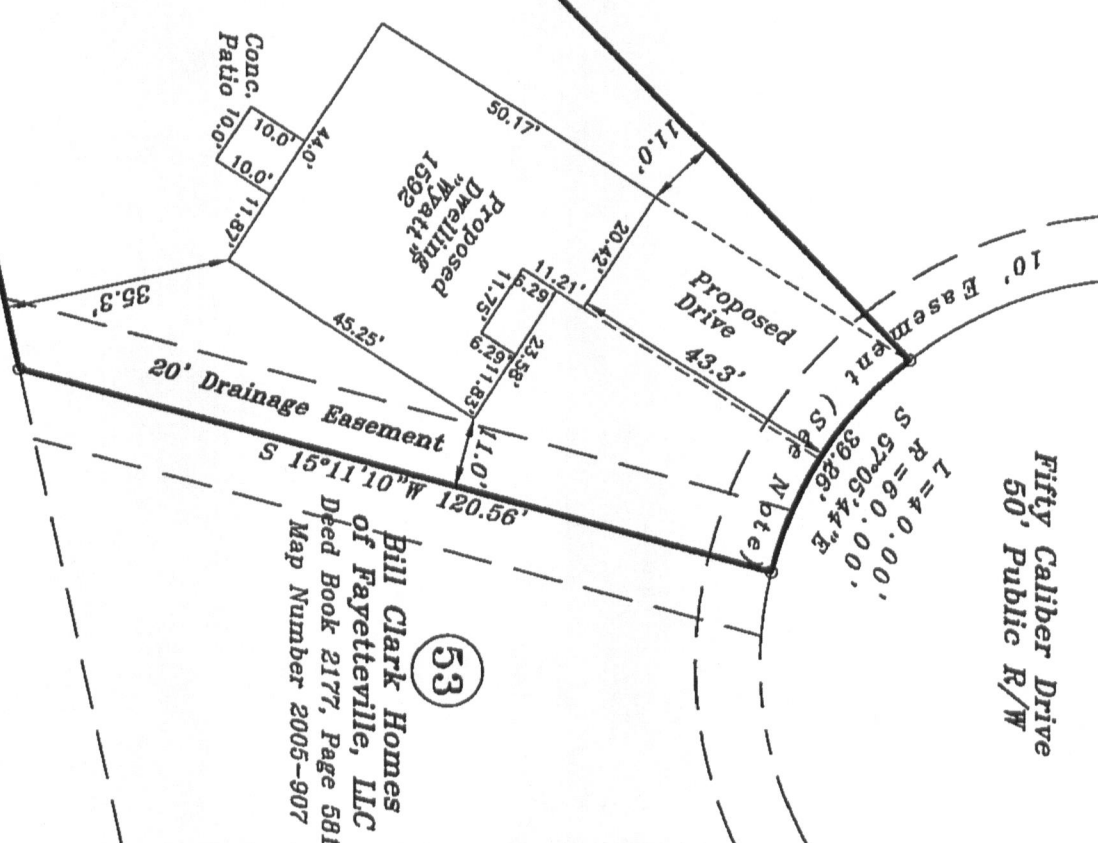 Fifty Caliber Drive
50' Public R/W
L=40.00'
R=60.00'
S 57°05'44"E
39.86'
10' Easement (See Note)
Proposed
Drive
43.3'
11.0'
20.42'
50.17'
Proposed
Dwelling
"Wyatt"
1592
11.21'
6.29'
11.75'
6.29'
23.58'
11.83'
11.0'
45.25'
44.0'
Conc.
Patio
10.0'
10.0'
10.0'
11.87'
35.3'
20' Drainage Easement
S 15°11'10"W 120.56'
53
Bill Clark Homes
of Fayetteville, LLC
Deed Book 2177, Page 581
Map Number 2005-907